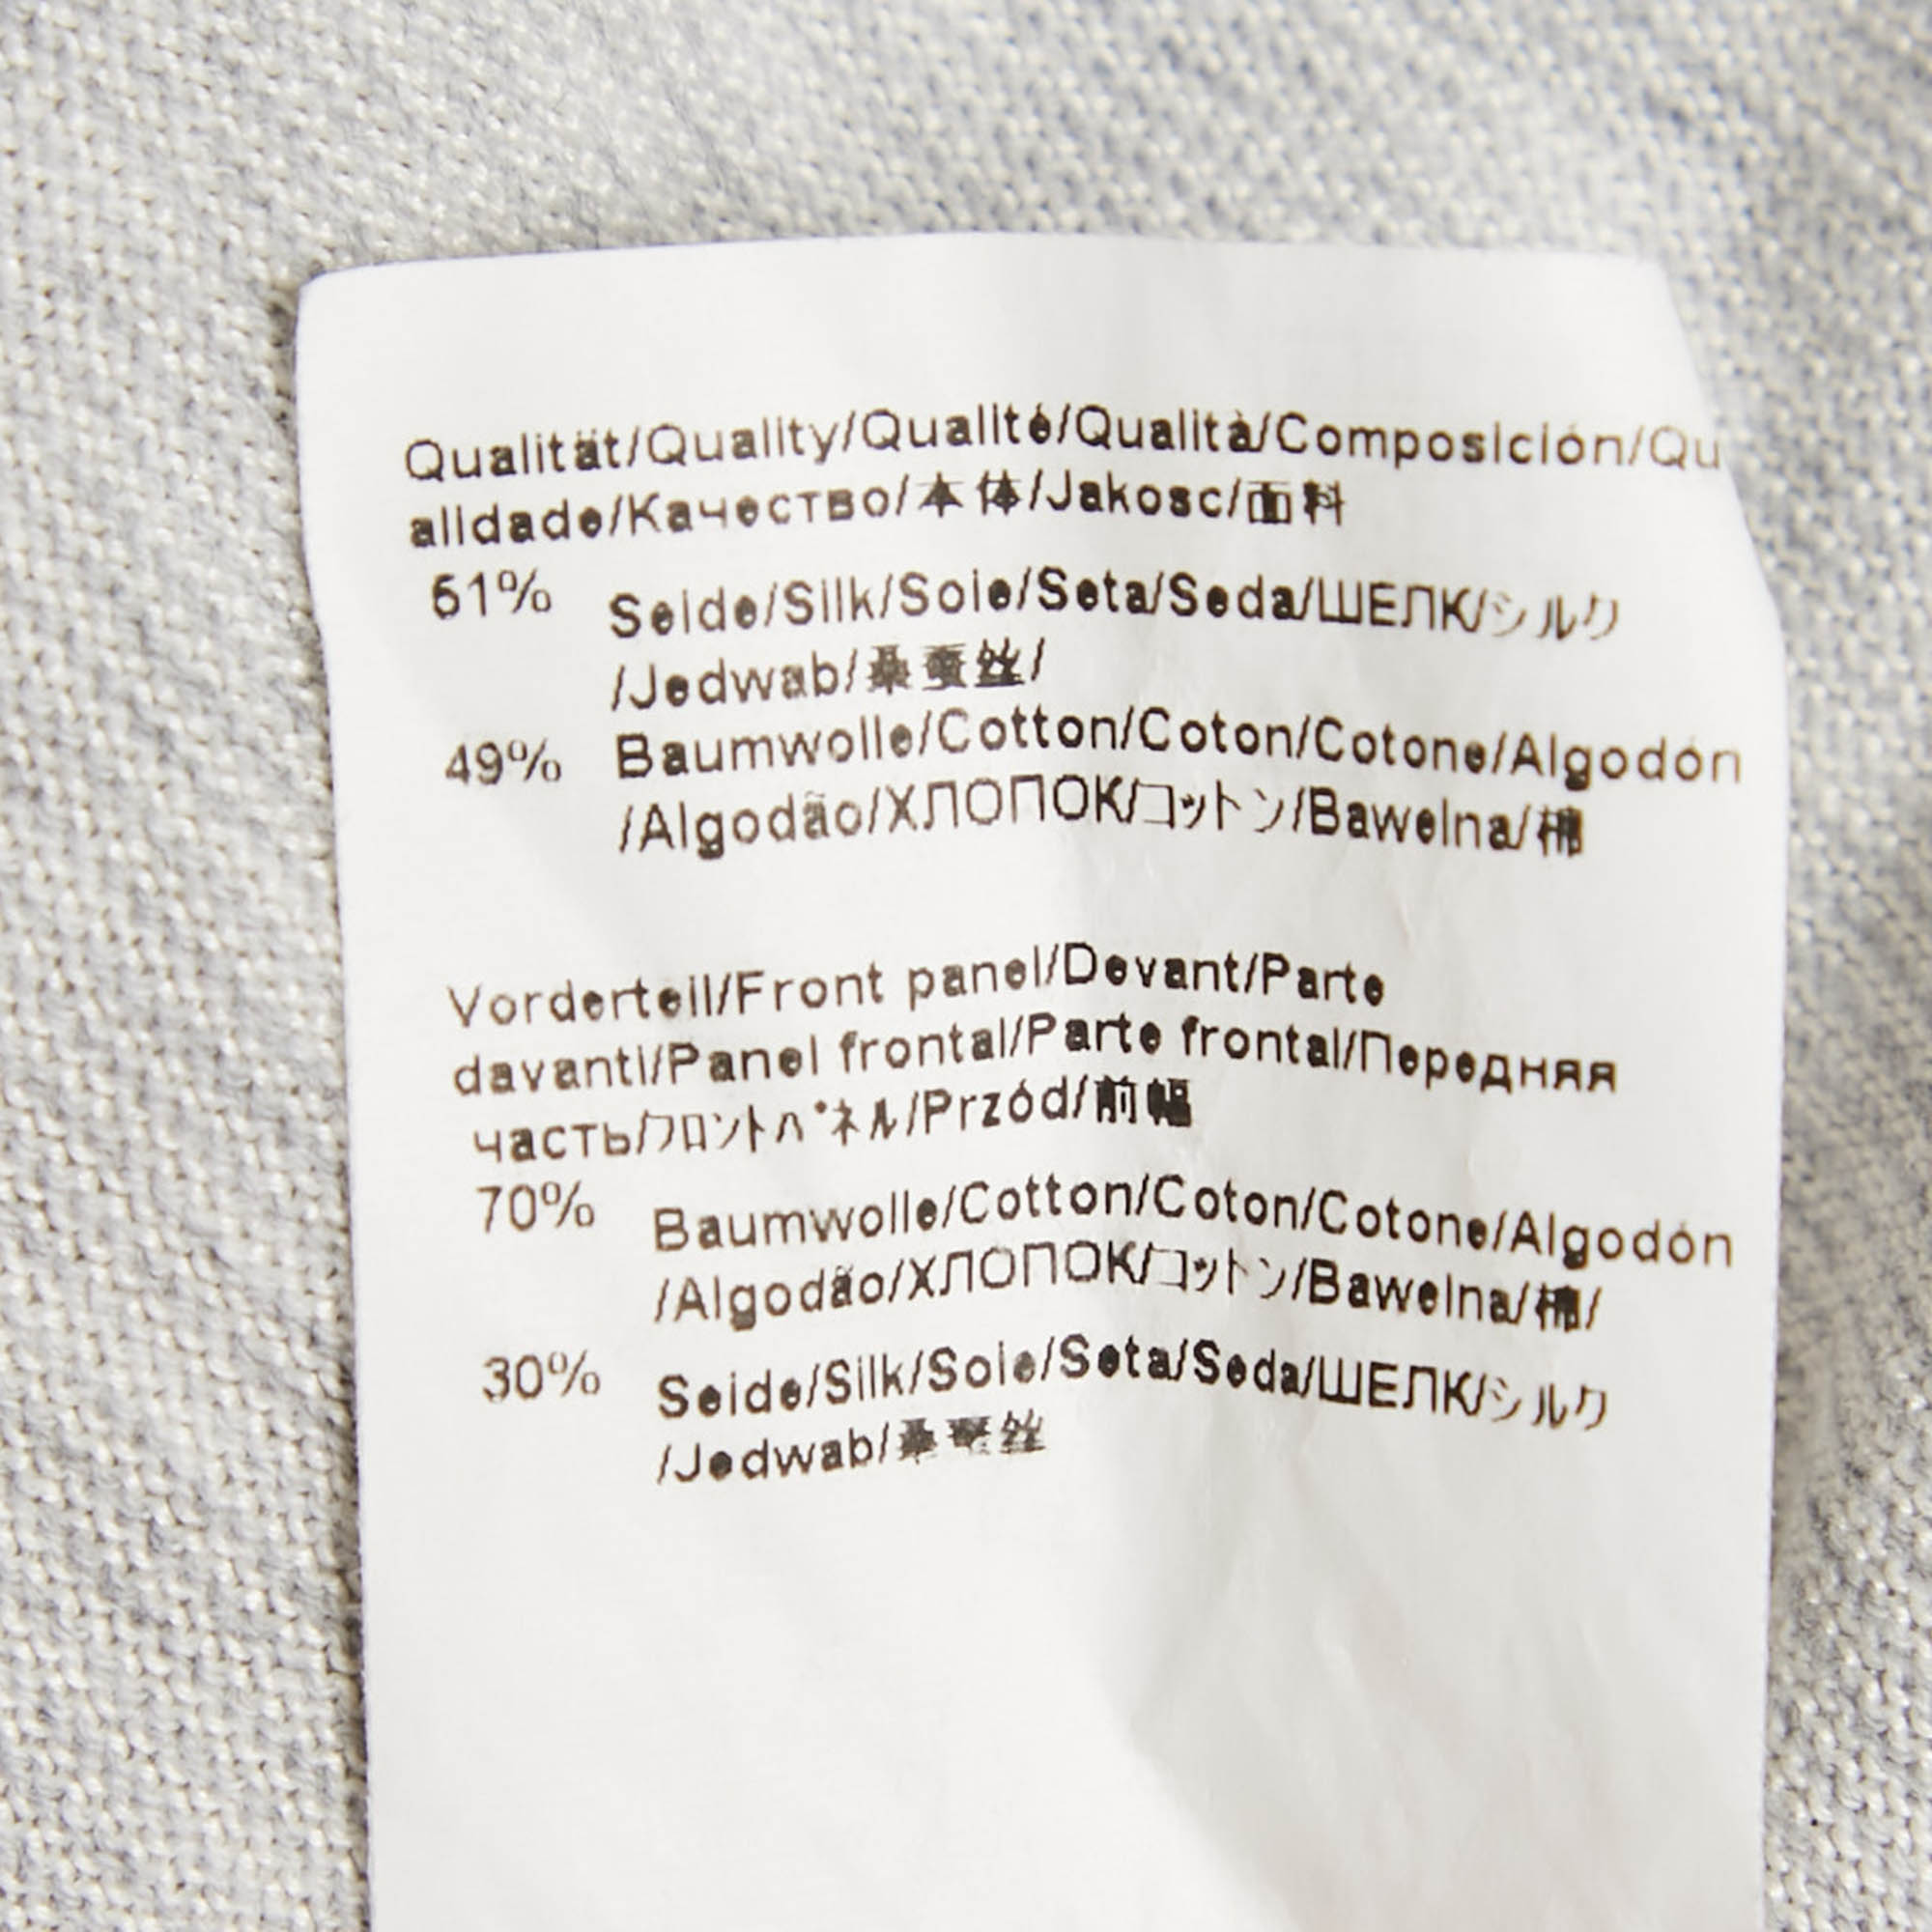 Qualität/Quality/Qualité/Qualità/Composición/Qu
alidade/Качество/本体/Jakosc/面料
51% Seide/Silk/Soie/Seta/Seda/ШЕЛК/シルク
/Jedwab/桑蚕丝/
49% Baumwolle/Cotton/Coton/Cotone/Algodón
/Algodão/ХЛОПОК/コットン/Bawelna/棉
Vorderteil/Front panel/Devant/Parte
davanti/Panel frontal/Parte frontal/Передняя
часть/フロントパネル/Przód/前幅
70% Baumwolle/Cotton/Coton/Cotone/Algodón
/Algodão/ХЛОПОК/コットン/Bawelna/棉/
30% Seide/Silk/Soie/Seta/Seda/ШЕЛК/シルク
/Jedwab/桑蚕丝